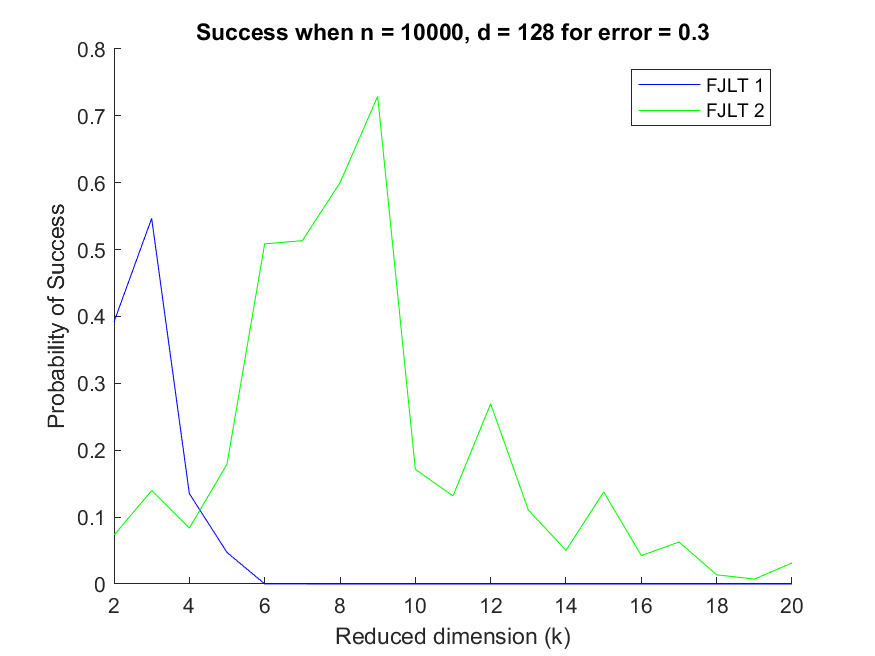 Success when n = 10000, d = 128 for error = 0.3
FJLT 1
FJLT 2
Probability of Success
0.8
0.7
0.6
0.5
0.4
0.3
0.2
0.1
0
2 4 6 8 10 12 14 16 18 20
Reduced dimension (k)